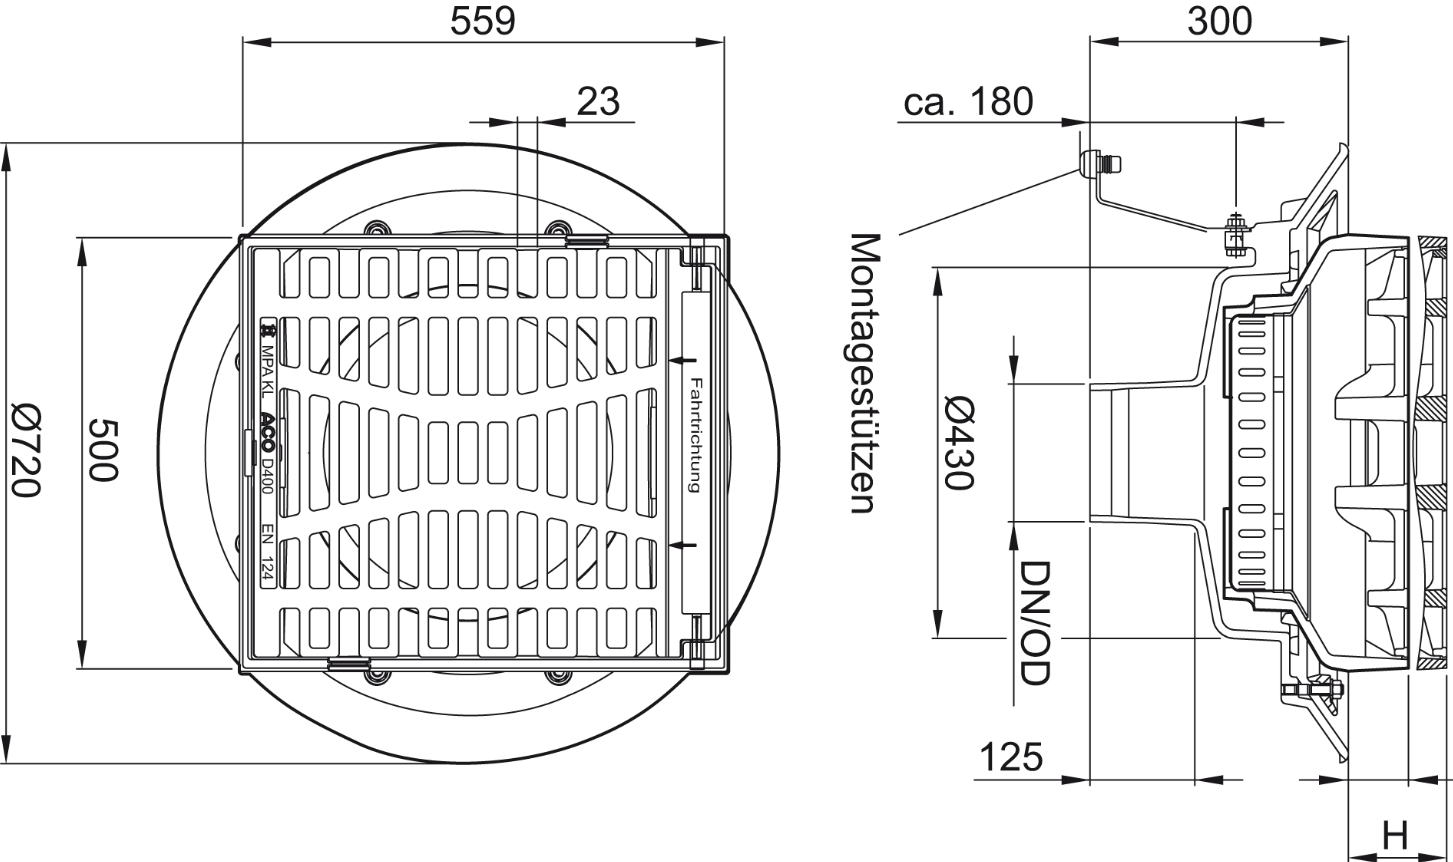 559
300
23
ca. 180
Ø720
500
MPA KL ACO D400 EN 124
Fahrtrichtung
Montagestützen
Ø430
DN/OD
125
H